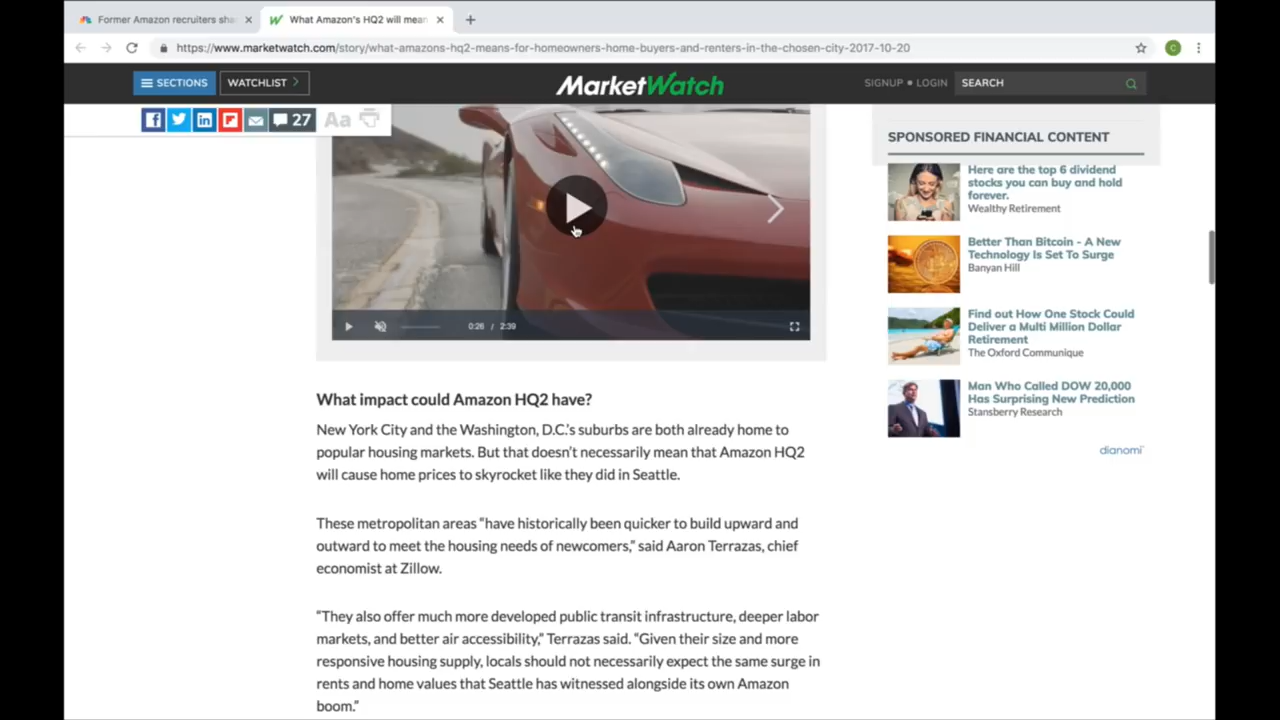 Former Amazon recruiters sha
What Amazon's HQ2 will mean
https://www.marketwatch.com/story/what-amazons-hq2-means-for-homeowners-home-buyers-and-renters-in-the-chosen-city-2017-10-20
C
SECTIONS
WATCHLIST
MarketWatch
SIGNUP • LOGIN
SEARCH
27
Aa
0:26 / 2:39
What impact could Amazon HQ2 have?
New York City and the Washington, D.C.'s suburbs are both already home to
popular housing markets. But that doesn't necessarily mean that Amazon HQ2
will cause home prices to skyrocket like they did in Seattle.
These metropolitan areas “have historically been quicker to build upward and
outward to meet the housing needs of newcomers,” said Aaron Terrazas, chief
economist at Zillow.
“They also offer much more developed public transit infrastructure, deeper labor
markets, and better air accessibility,” Terrazas said. “Given their size and more
responsive housing supply, locals should not necessarily expect the same surge in
rents and home values that Seattle has witnessed alongside its own Amazon
boom.”
SPONSORED FINANCIAL CONTENT
Here are the top 6 dividend
stocks you can buy and hold
forever.
Wealthy Retirement
Better Than Bitcoin - A New
Technology Is Set To Surge
Banyan Hill
Find out How One Stock Could
Deliver a Multi Million Dollar
Retirement
The Oxford Communique
Man Who Called DOW 20,000
Has Surprising New Prediction
Stansberry Research
dianomi